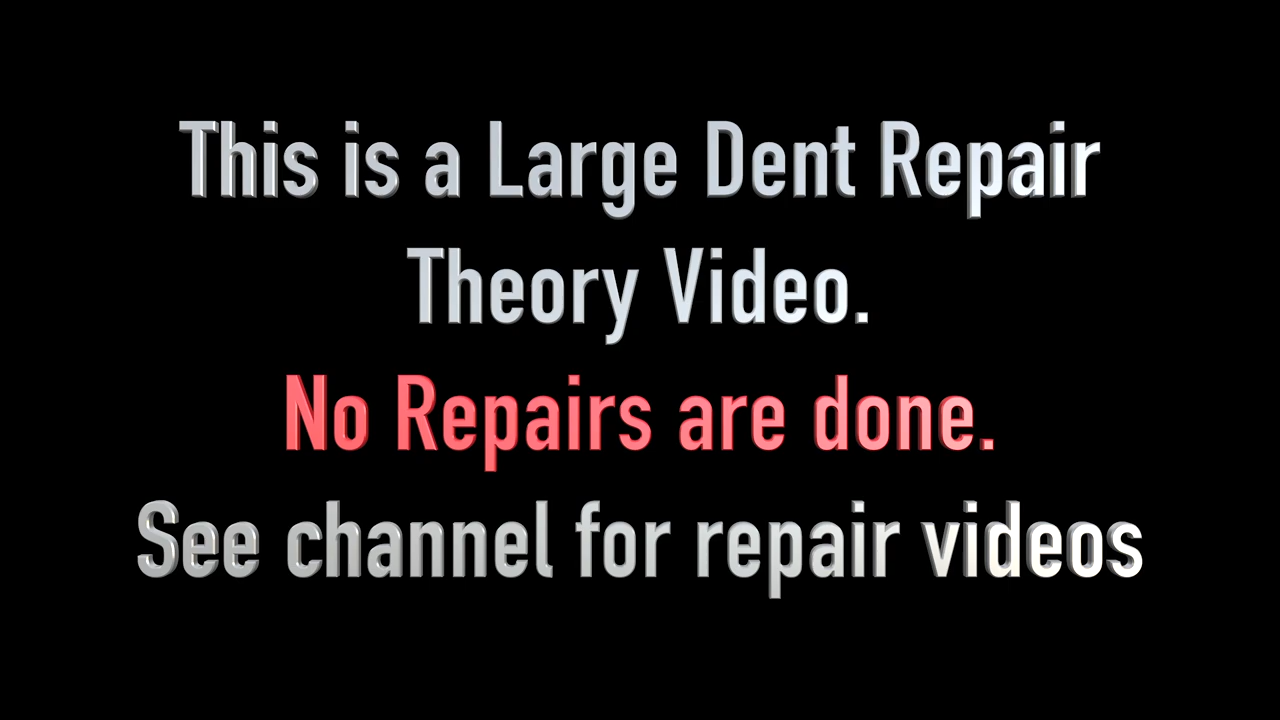 This is a Large Dent Repair
Theory Video.
No Repairs are done.
See channel for repair videos